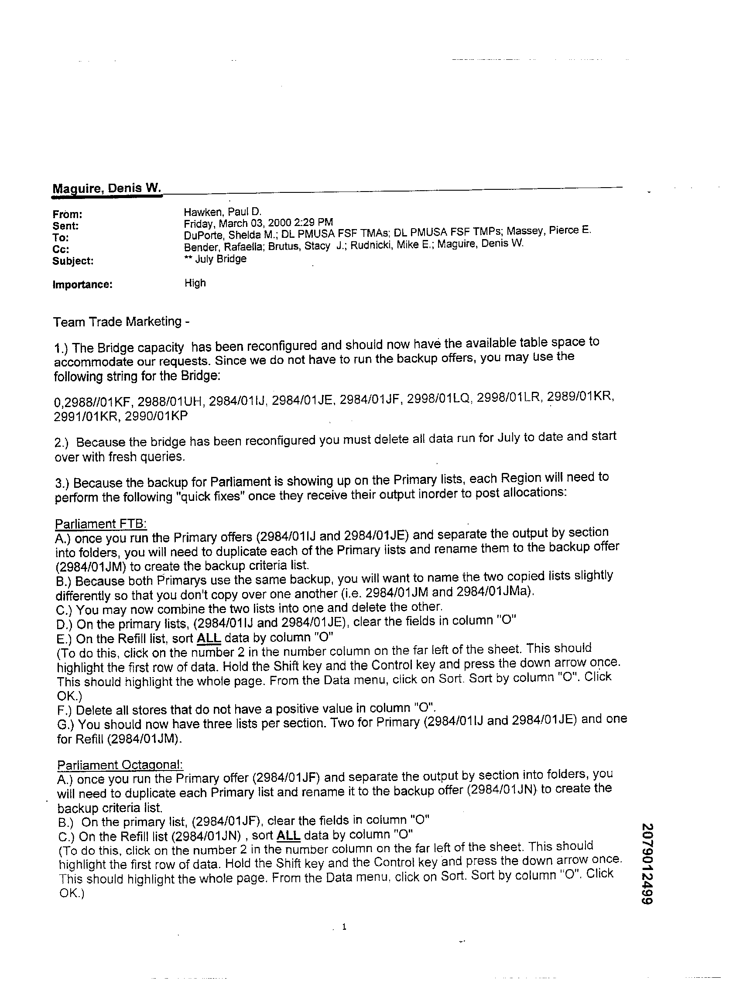 Maguire, Denis W.
From: Hawken, Paul D.
Sent: Friday, March 03, 2000 2:29 PM
To: DuPorte, Shelda M.; DL PMUSA FSF TMAs; DL PMUSA FSF TMPs; Massey, Pierce E.
Cc: Bender, Rafaella; Brutus, Stacy J.; Rudnicki, Mike E.; Maguire, Denis W.
Subject: ** July Bridge
Importance: High
Team Trade Marketing -
1.) The Bridge capacity has been reconfigured and should now have the available table space to
accommodate our requests. Since we do not have to run the backup offers, you may use the
following string for the Bridge:
0,2988//01KF, 2988/01UH, 2984/01IJ, 2984/01JE, 2984/01JF, 2998/01LQ, 2998/01LR, 2989/01KR,
2991/01KR, 2990/01KP
2.) Because the bridge has been reconfigured you must delete all data run for July to date and start
over with fresh queries.
3.) Because the backup for Parliament is showing up on the Primary lists, each Region will need to
perform the following "quick fixes" once they receive their output inorder to post allocations:
Parliament FTB:
A.) once you run the Primary offers (2984/01IJ and 2984/01JE) and separate the output by section
into folders, you will need to duplicate each of the Primary lists and rename them to the backup offer
(2984/01JM) to create the backup criteria list.
B.) Because both Primarys use the same backup, you will want to name the two copied lists slightly
differently so that you don't copy over one another (i.e. 2984/01JM and 2984/01JMa).
C.) You may now combine the two lists into one and delete the other.
D.) On the primary lists, (2984/01IJ and 2984/01JE), clear the fields in column "O"
E.) On the Refill list, sort ALL data by column "O"
(To do this, click on the number 2 in the number column on the far left of the sheet. This should
highlight the first row of data. Hold the Shift key and the Control key and press the down arrow once.
This should highlight the whole page. From the Data menu, click on Sort. Sort by column "O". Click
OK.)
F.) Delete all stores that do not have a positive value in column "O".
G.) You should now have three lists per section. Two for Primary (2984/01IJ and 2984/01JE) and one
for Refill (2984/01JM).
Parliament Octagonal:
A.) once you run the Primary offer (2984/01JF) and separate the output by section into folders, you
will need to duplicate each Primary list and rename it to the backup offer (2984/01JN) to create the
backup criteria list.
B.) On the primary list, (2984/01JF), clear the fields in column "O"
C.) On the Refill list (2984/01JN) , sort ALL data by column "O"
(To do this, click on the number 2 in the number column on the far left of the sheet. This should
highlight the first row of data. Hold the Shift key and the Control key and press the down arrow once.
This should highlight the whole page. From the Data menu, click on Sort. Sort by column "O". Click
OK.)
2079012499
1